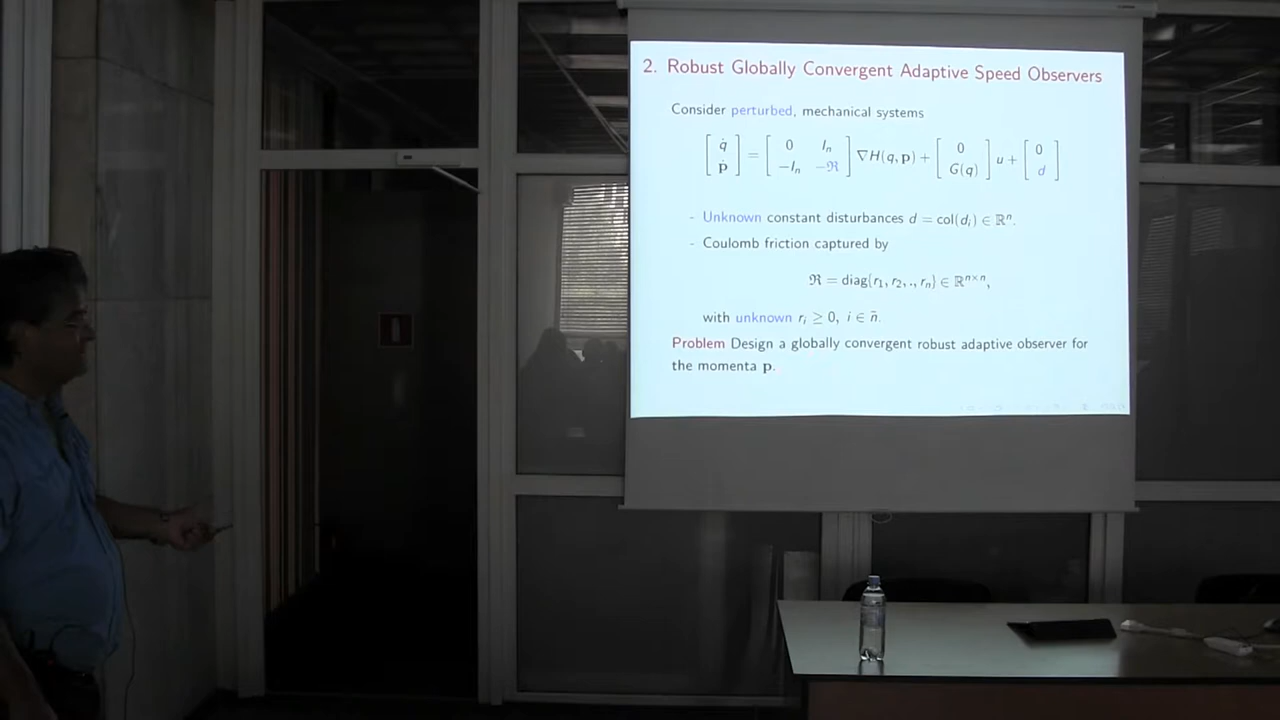 2. Robust Globally Convergent Adaptive Speed Observers
Consider perturbed, mechanical systems
[ q̇ ; ṗ ] = [ 0 Iₙ ; −Iₙ −ℜ ] ∇H(q, p) + [ 0 ; G(q) ] u + [ 0 ; d ]
- Unknown constant disturbances d = col(dᵢ) ∈ ℝⁿ.
- Coulomb friction captured by
ℜ = diag{r₁, r₂, ., rₙ} ∈ ℝⁿˣⁿ,
with unknown rᵢ ≥ 0, i ∈ n̄.
Problem Design a globally convergent robust adaptive observer for
the momenta p.